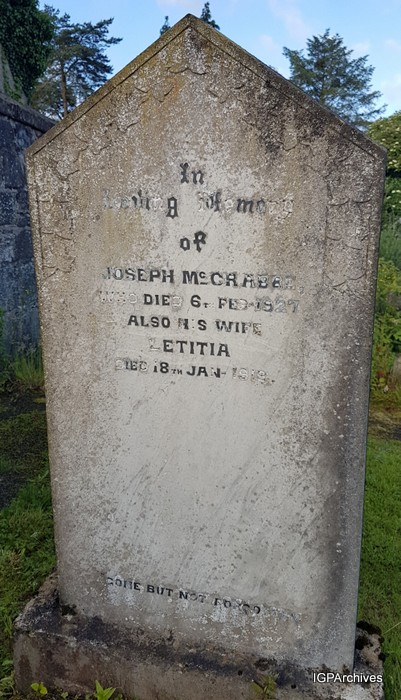 In
Loving Memory
of
JOSEPH
WHO DIED 6TH FEB 1927
ALSO HIS WIFE
LETITIA
DIED 18TH JAN
GONE BUT NOT FORGOTTEN
IGPArchives